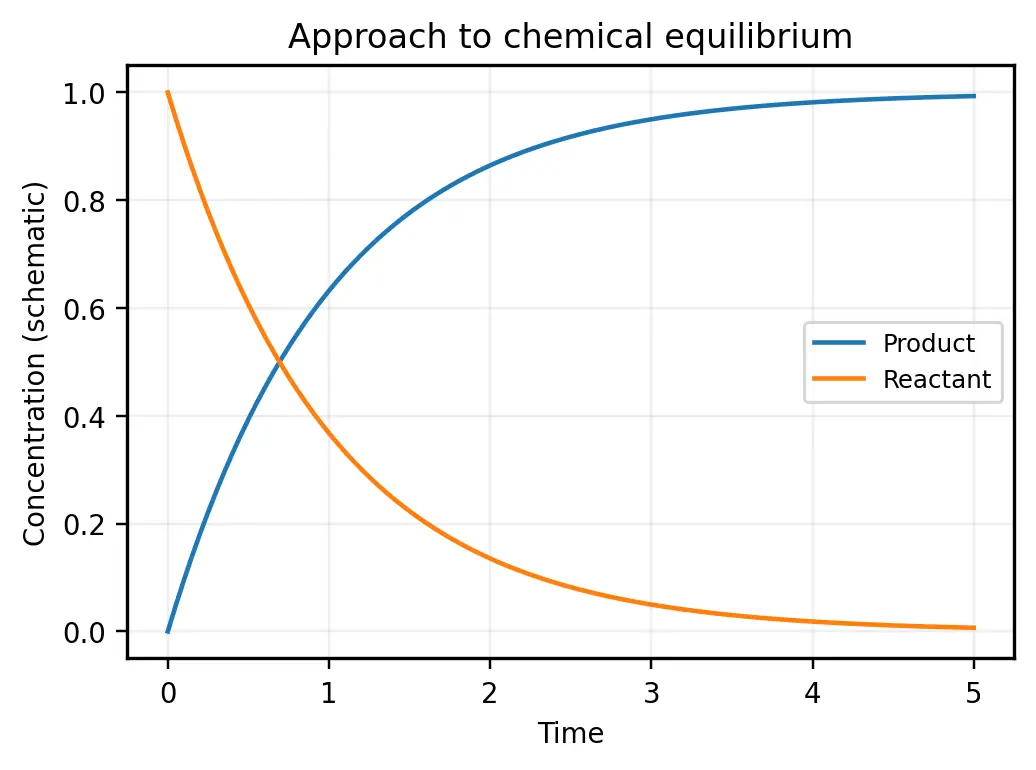 Approach to chemical equilibrium
1.0
0.8
0.6
0.4
0.2
0.0
Concentration (schematic)
Product
Reactant
0 1 2 3 4 5
Time